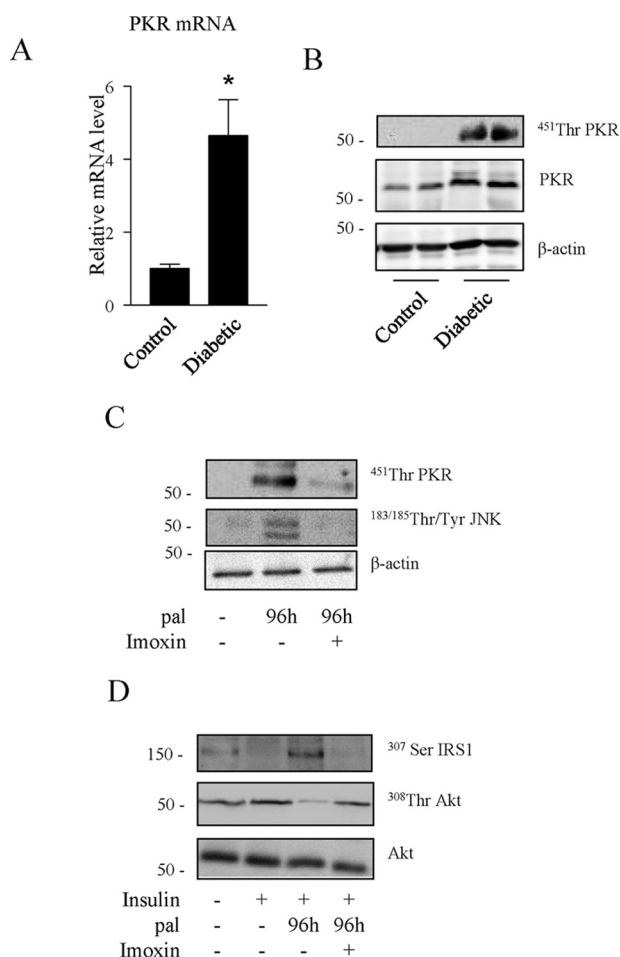 PKR mRNA
A
*
Relative mRNA level
6
4
2
0
Control
Diabetic
B
50 -
451Thr PKR
50 -
PKR
50 -
β-actin
Control
Diabetic
C
50 -
451Thr PKR
50 -
183/185Thr/Tyr JNK
50 -
β-actin
pal - 96h 96h
Imoxin - - +
D
150 -
307 Ser IRS1
50 -
308Thr Akt
50 -
Akt
Insulin - + + +
pal - - 96h 96h
Imoxin - - - +